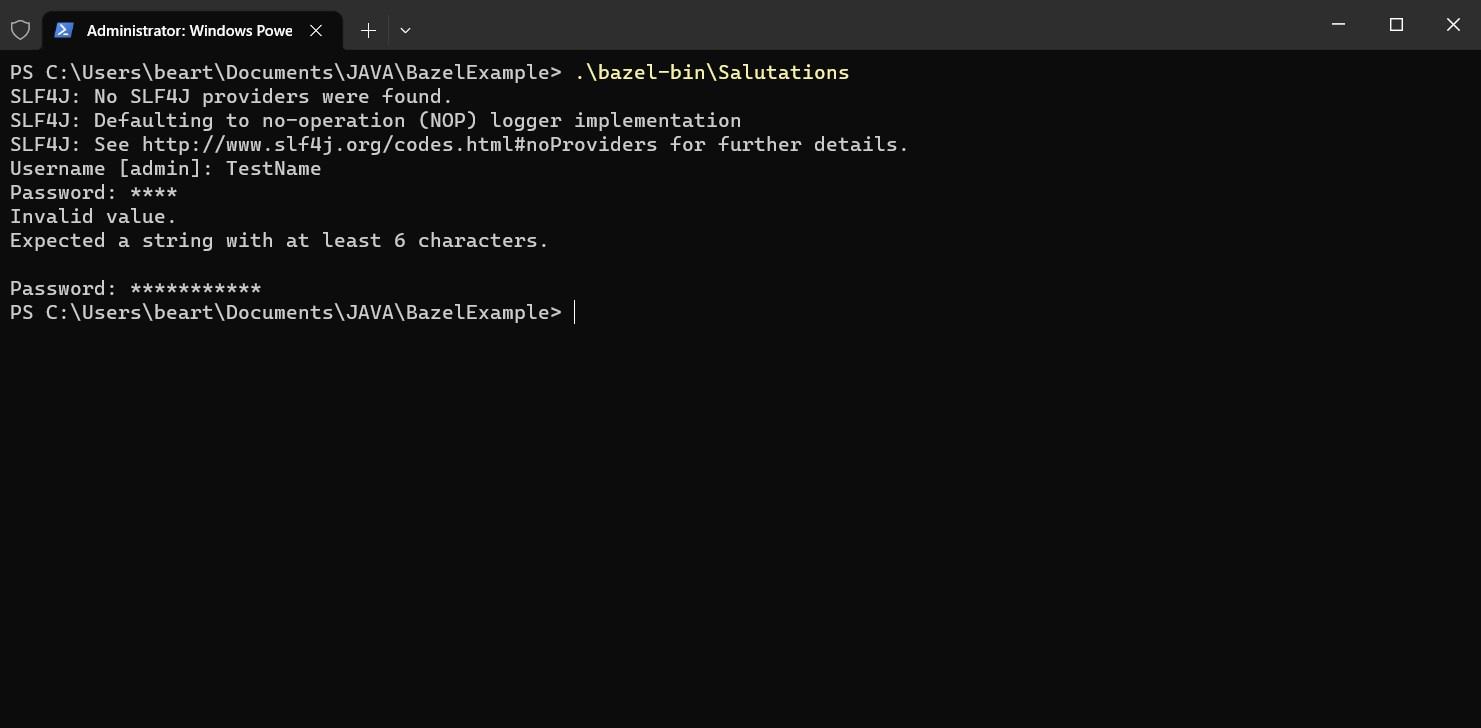 Administrator: Windows Powe
PS C:\Users\beart\Documents\JAVA\BazelExample> .\bazel-bin\Salutations
SLF4J: No SLF4J providers were found.
SLF4J: Defaulting to no-operation (NOP) logger implementation
SLF4J: See http://www.slf4j.org/codes.html#noProviders for further details.
Username [admin]: TestName
Password: ****
Invalid value.
Expected a string with at least 6 characters.
Password: ***********
PS C:\Users\beart\Documents\JAVA\BazelExample>